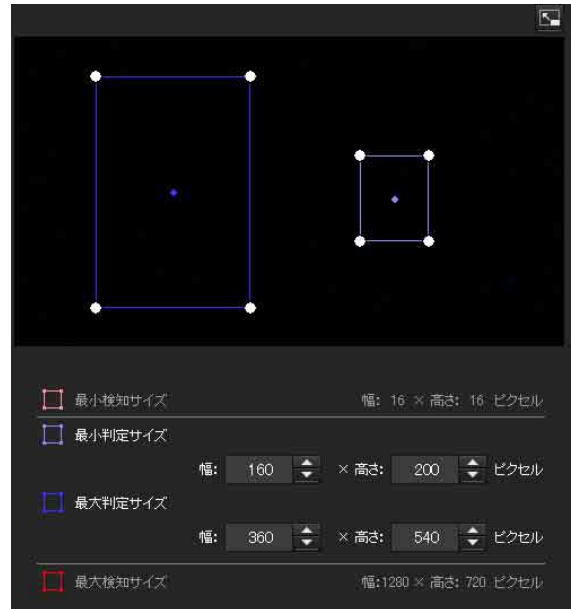 最小検知サイズ 幅: 16 × 高さ: 16 ピクセル
最小判定サイズ
幅: 160 × 高さ: 200 ピクセル
最大判定サイズ
幅: 360 × 高さ: 540 ピクセル
最大検知サイズ 幅:1280 × 高さ: 720 ピクセル